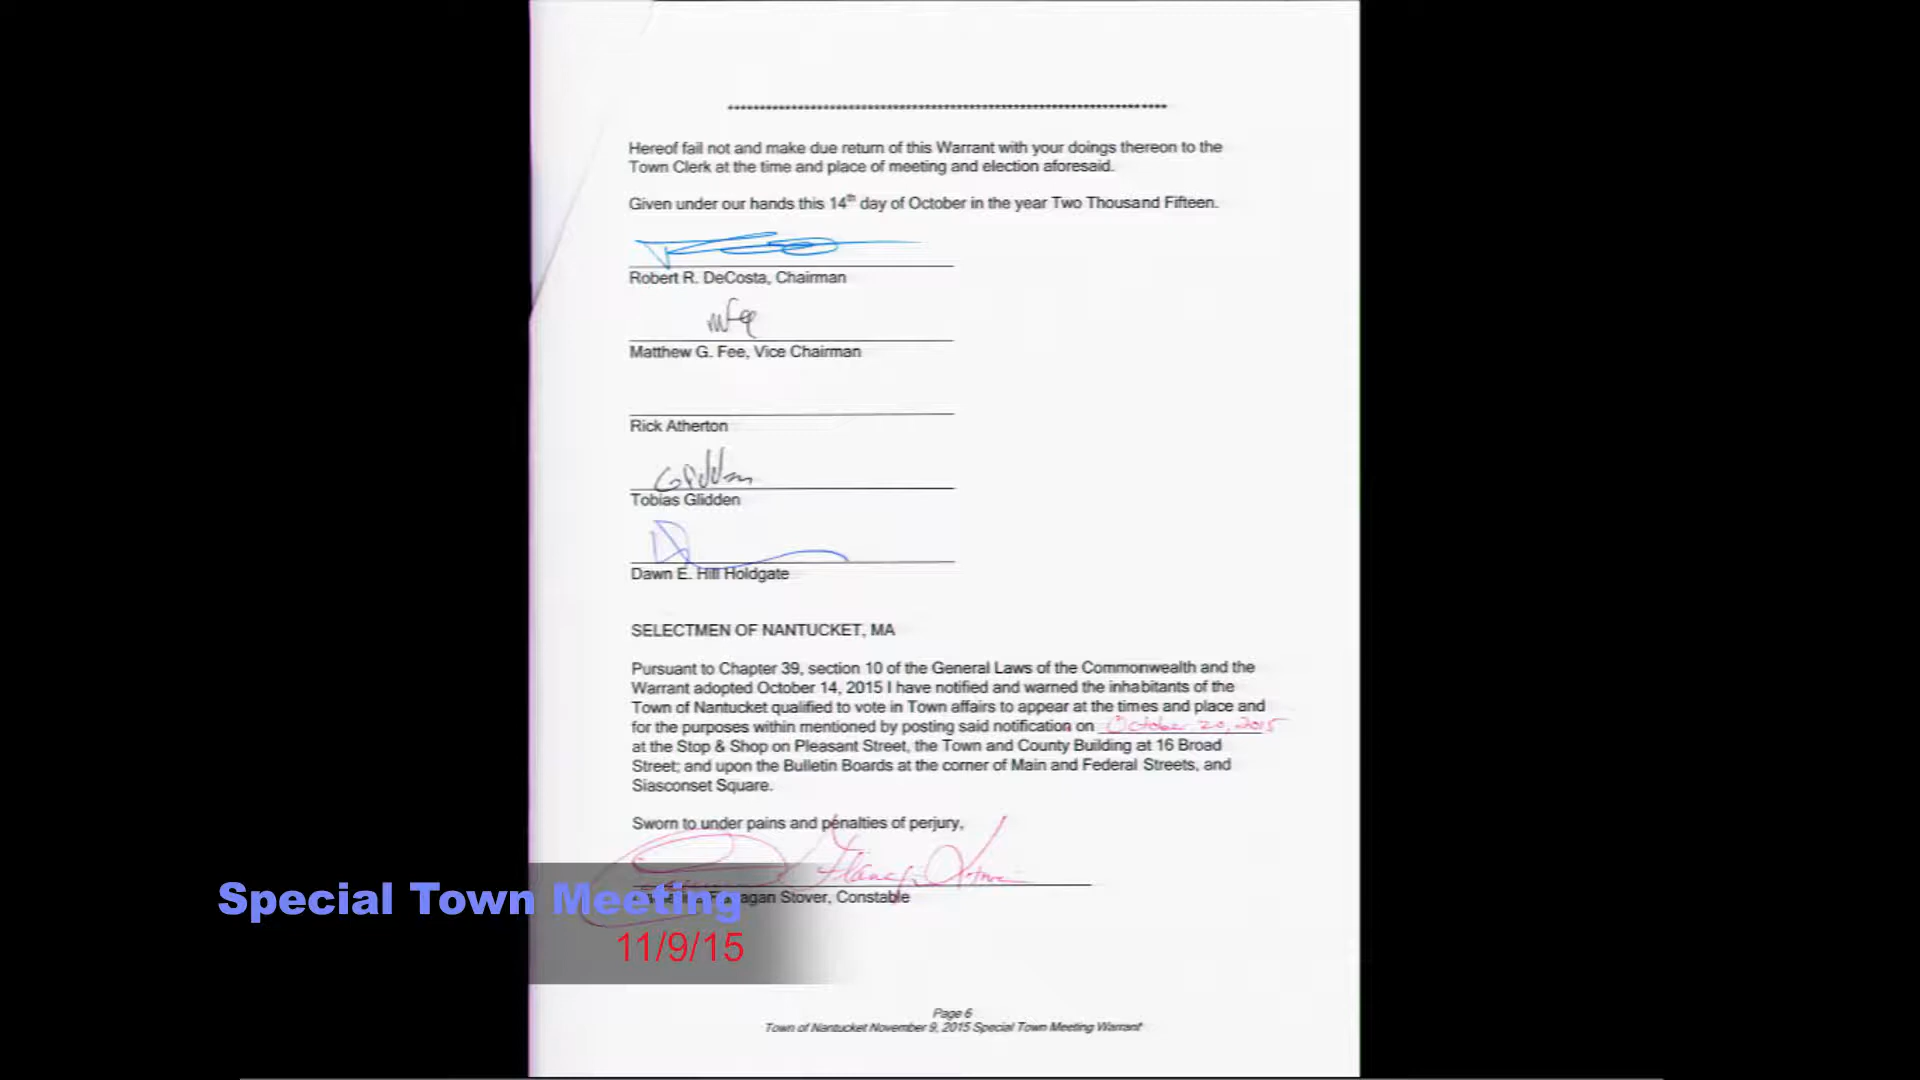 Hereof fail not and make due return of this Warrant with your doings thereon to the
Town Clerk at the time and place of meeting and election aforesaid.
Given under our hands this 14th day of October in the year Two Thousand Fifteen.
Robert R. DeCosta, Chairman
MFee
Matthew G. Fee, Vice Chairman
Rick Atherton
Glidden
Tobias Glidden
Dawn E. Hill Holdgate
SELECTMEN OF NANTUCKET, MA
Pursuant to Chapter 39, section 10 of the General Laws of the Commonwealth and the
Warrant adopted October 14, 2015 I have notified and warned the inhabitants of the
Town of Nantucket qualified to vote in Town affairs to appear at the times and place and
for the purposes within mentioned by posting said notification on October 20, 2015
at the Stop & Shop on Pleasant Street, the Town and County Building at 16 Broad
Street; and upon the Bulletin Boards at the corner of Main and Federal Streets, and
Siasconset Square.
Sworn to under pains and penalties of perjury,
Stover, Constable
Special Town Meeting
11/9/15
Page 6
Town of Nantucket November 9, 2015 Special Town Meeting Warrant